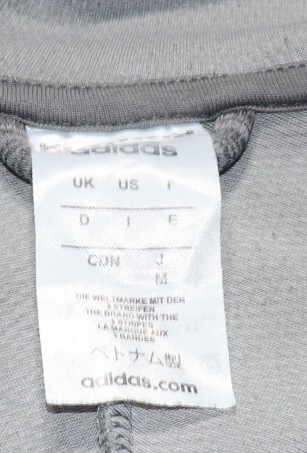 adidas
UK US F
D I E
CDN J
M
DIE WELTMARKE MIT DEN
3 STREIFEN
THE BRAND WITH THE
3 STRIPES
LA MARQUE AUX
3 BANDES
ベトナム製
adidas.com